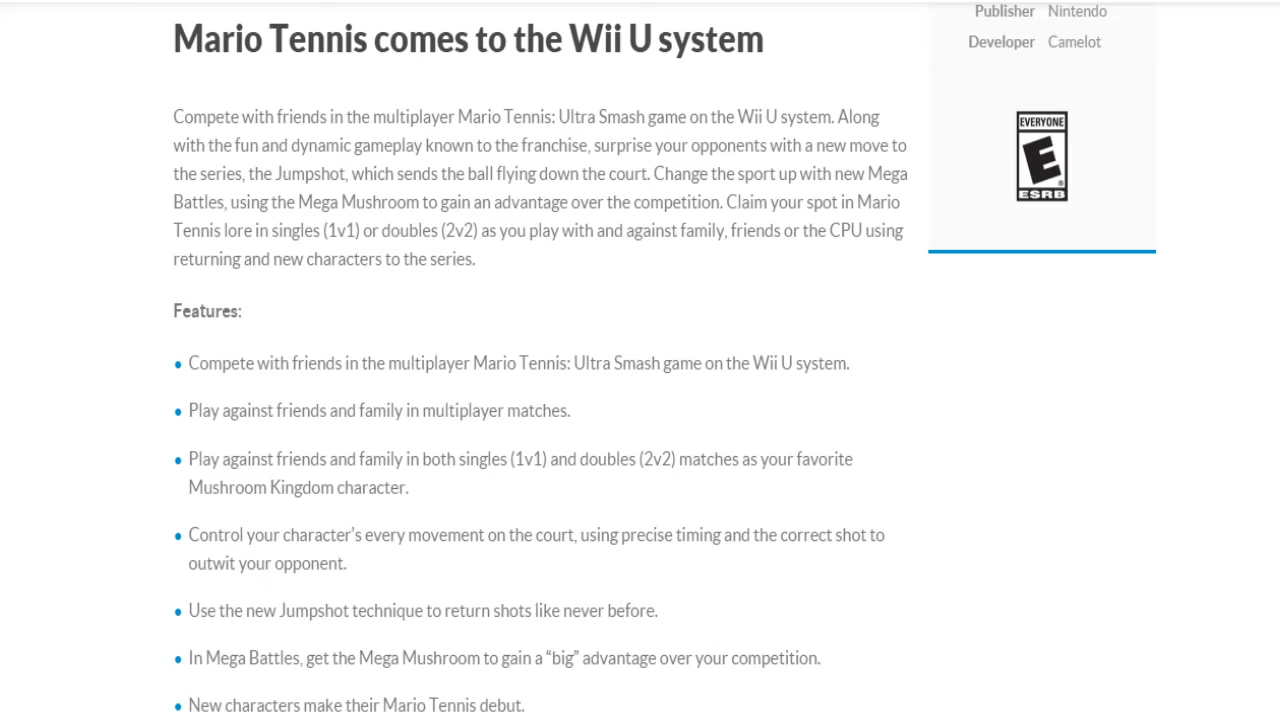 Mario Tennis comes to the Wii U system
Compete with friends in the multiplayer Mario Tennis: Ultra Smash game on the Wii U system. Along
with the fun and dynamic gameplay known to the franchise, surprise your opponents with a new move to
the series, the Jumpshot, which sends the ball flying down the court. Change the sport up with new Mega
Battles, using the Mega Mushroom to gain an advantage over the competition. Claim your spot in Mario
Tennis lore in singles (1v1) or doubles (2v2) as you play with and against family, friends or the CPU using
returning and new characters to the series.
Features:
• Compete with friends in the multiplayer Mario Tennis: Ultra Smash game on the Wii U system.
• Play against friends and family in multiplayer matches.
• Play against friends and family in both singles (1v1) and doubles (2v2) matches as your favorite
Mushroom Kingdom character.
• Control your character’s every movement on the court, using precise timing and the correct shot to
outwit your opponent.
• Use the new Jumpshot technique to return shots like never before.
• In Mega Battles, get the Mega Mushroom to gain a “big” advantage over your competition.
• New characters make their Mario Tennis debut.
Publisher Nintendo
Developer Camelot
EVERYONE
E
®
ESRB